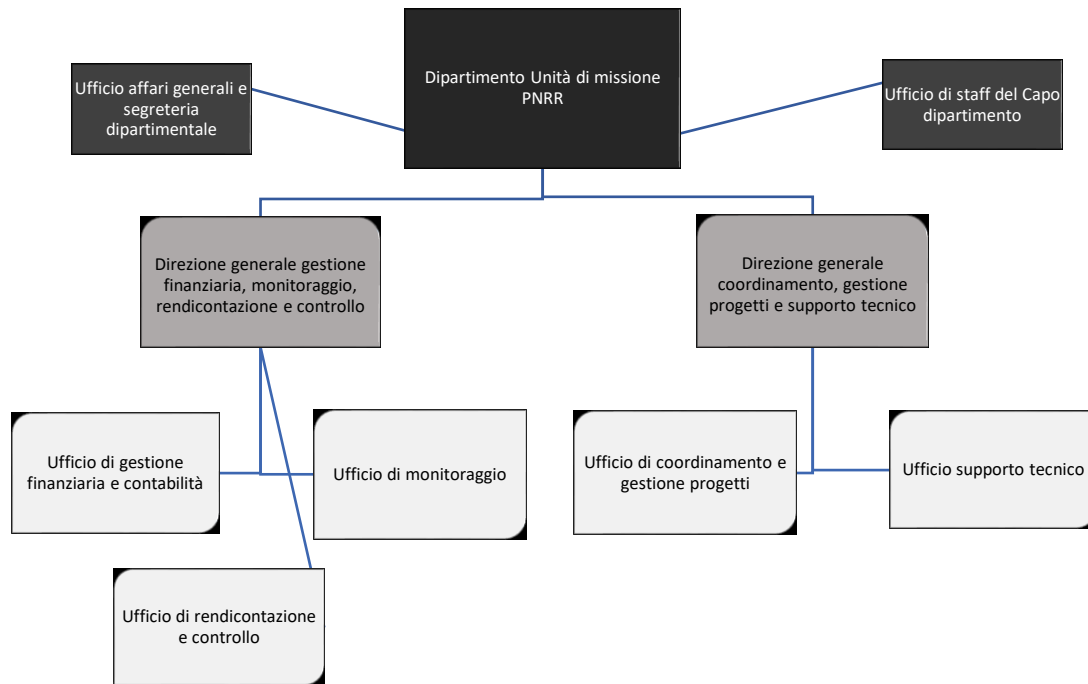 Dipartimento Unità di missione
PNRR
Ufficio affari generali e
segreteria
dipartimentale
Ufficio di staff del Capo
dipartimento
Direzione generale gestione
finanziaria, monitoraggio,
rendicontazione e controllo
Direzione generale
coordinamento, gestione
progetti e supporto tecnico
Ufficio di gestione
finanziaria e contabilità
Ufficio di monitoraggio
Ufficio di coordinamento e
gestione progetti
Ufficio supporto tecnico
Ufficio di rendicontazione
e controllo